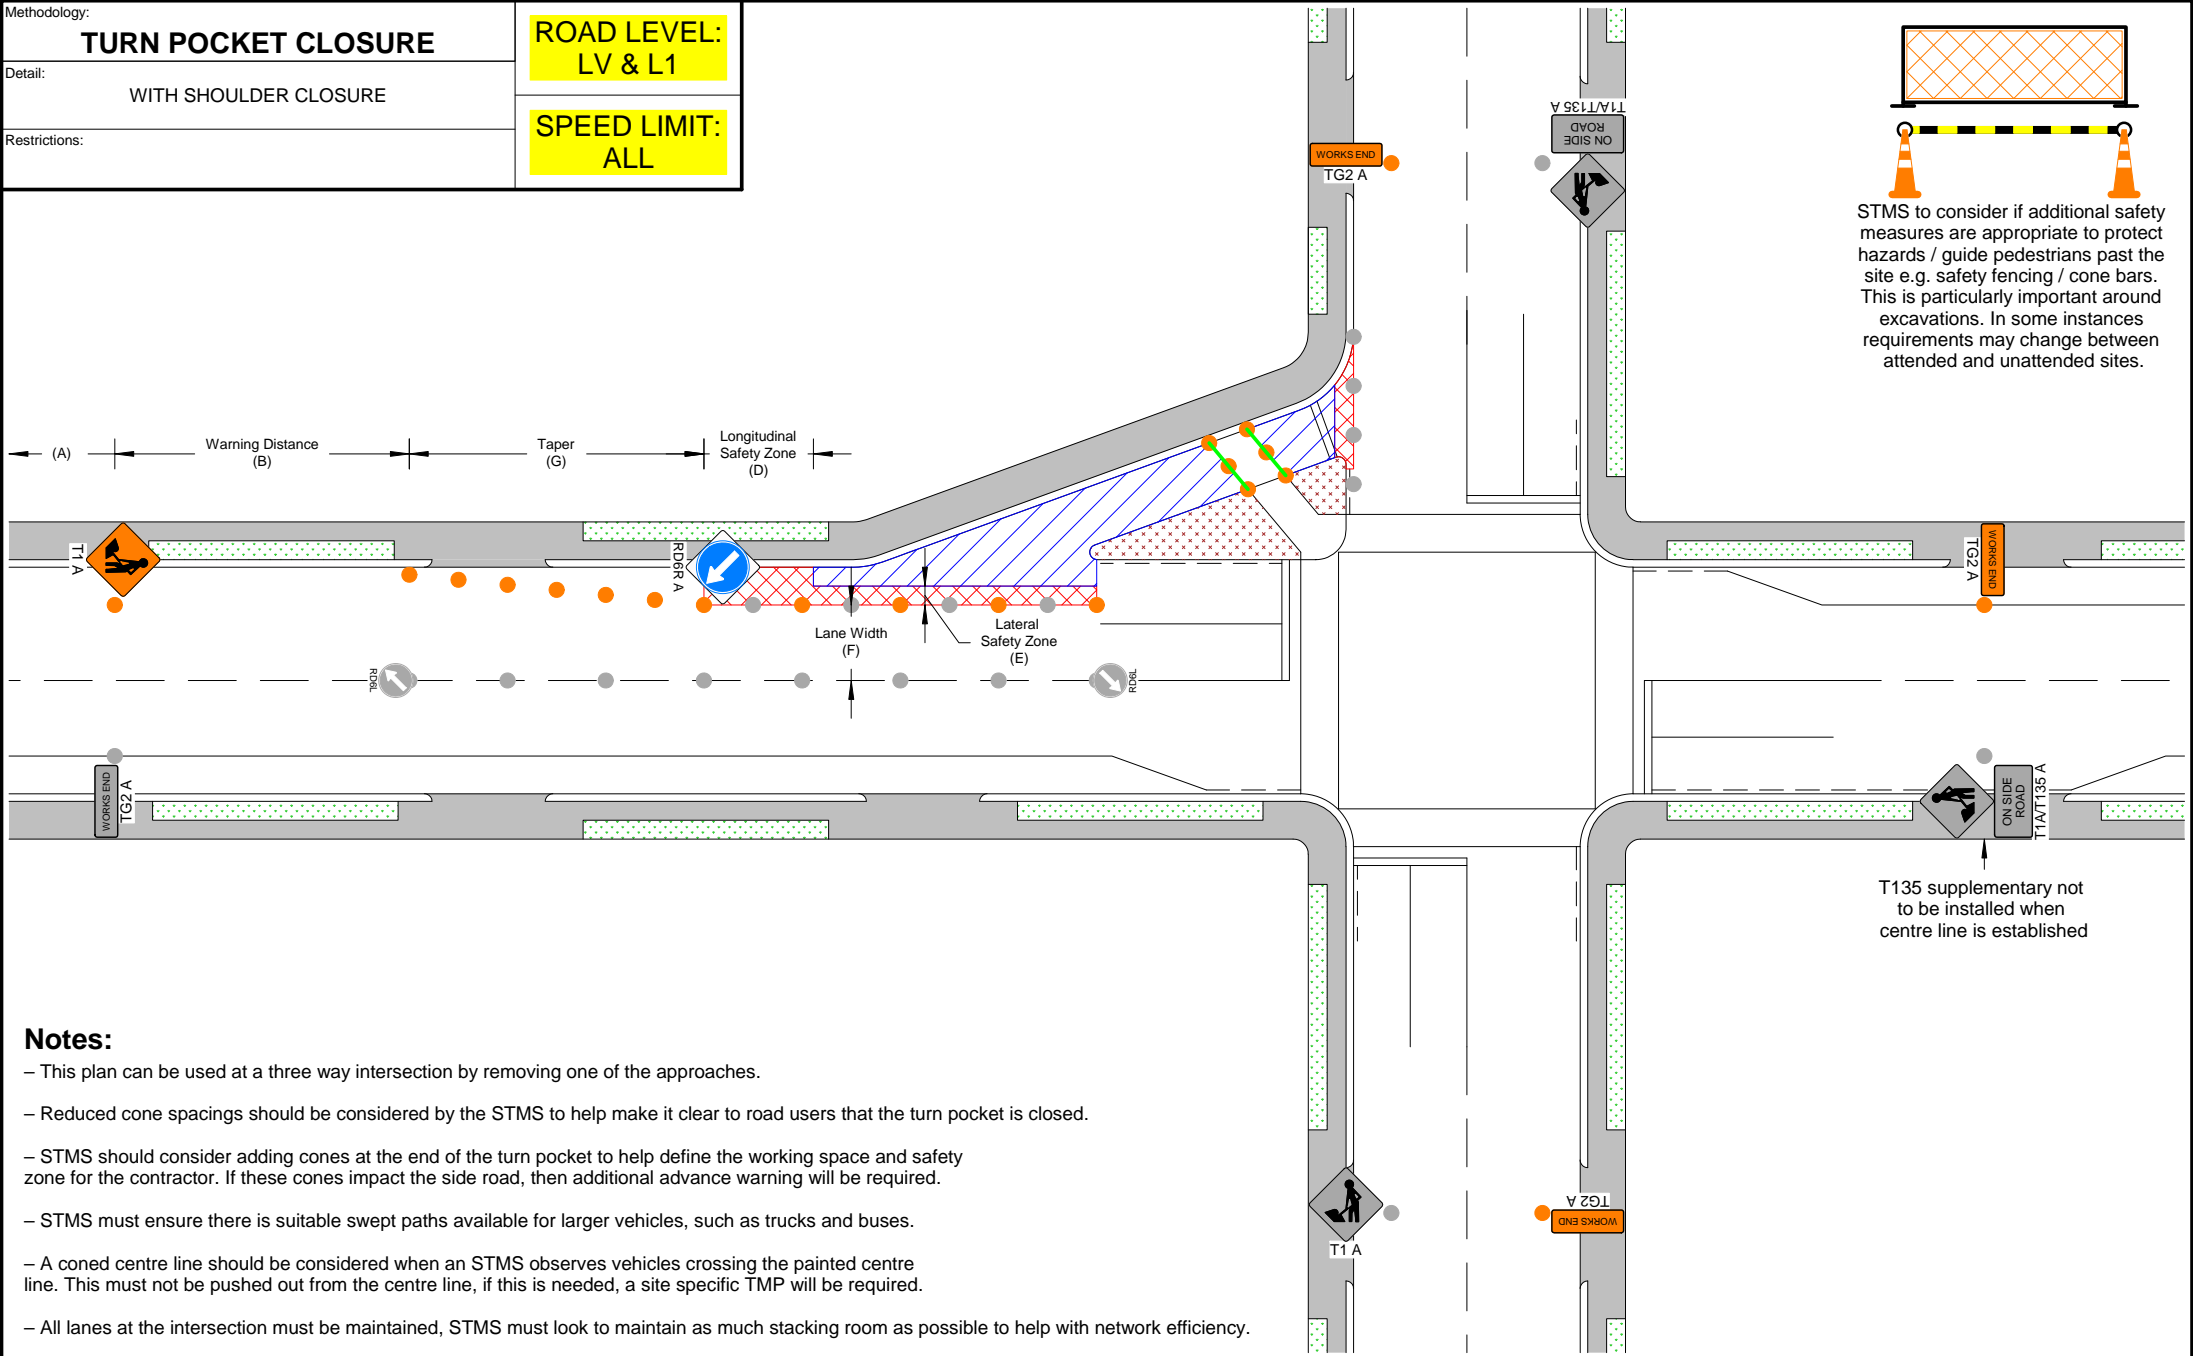 Methodology:
TURN POCKET CLOSURE
Detail:
WITH SHOULDER CLOSURE
Restrictions:
ROAD LEVEL:
LV & L1
SPEED LIMIT:
ALL
WORKS END
TG2 A
T1A/T135 A
ON SIDE
ROAD
STMS to consider if additional safety
measures are appropriate to protect
hazards / guide pedestrians past the
site e.g. safety fencing / cone bars.
This is particularly important around
excavations. In some instances
requirements may change between
attended and unattended sites.
(A)
Warning Distance
(B)
Taper
(G)
Longitudinal
Safety Zone
(D)
T1 A
RD6R A
Lane Width
(F)
Lateral
Safety Zone
(E)
RD6L
RD6L
WORKS END
TG2 A
WORKS END
TG2 A
ON SIDE
ROAD
T1A/T135 A
T135 supplementary not
to be installed when
centre line is established
T1 A
TG2 A
WORKS END
Notes:
– This plan can be used at a three way intersection by removing one of the approaches.
– Reduced cone spacings should be considered by the STMS to help make it clear to road users that the turn pocket is closed.
– STMS should consider adding cones at the end of the turn pocket to help define the working space and safety
zone for the contractor. If these cones impact the side road, then additional advance warning will be required.
– STMS must ensure there is suitable swept paths available for larger vehicles, such as trucks and buses.
– A coned centre line should be considered when an STMS observes vehicles crossing the painted centre
line. This must not be pushed out from the centre line, if this is needed, a site specific TMP will be required.
– All lanes at the intersection must be maintained, STMS must look to maintain as much stacking room as possible to help with network efficiency.